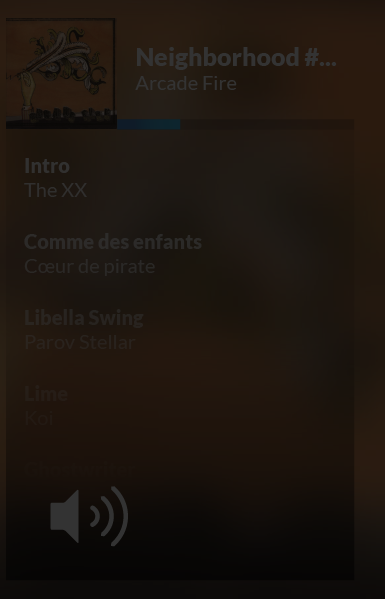 Neighborhood #...
Arcade Fire
Intro
The XX
Comme des enfants
Cœur de pirate
Libella Swing
Parov Stellar
Lime
Koi